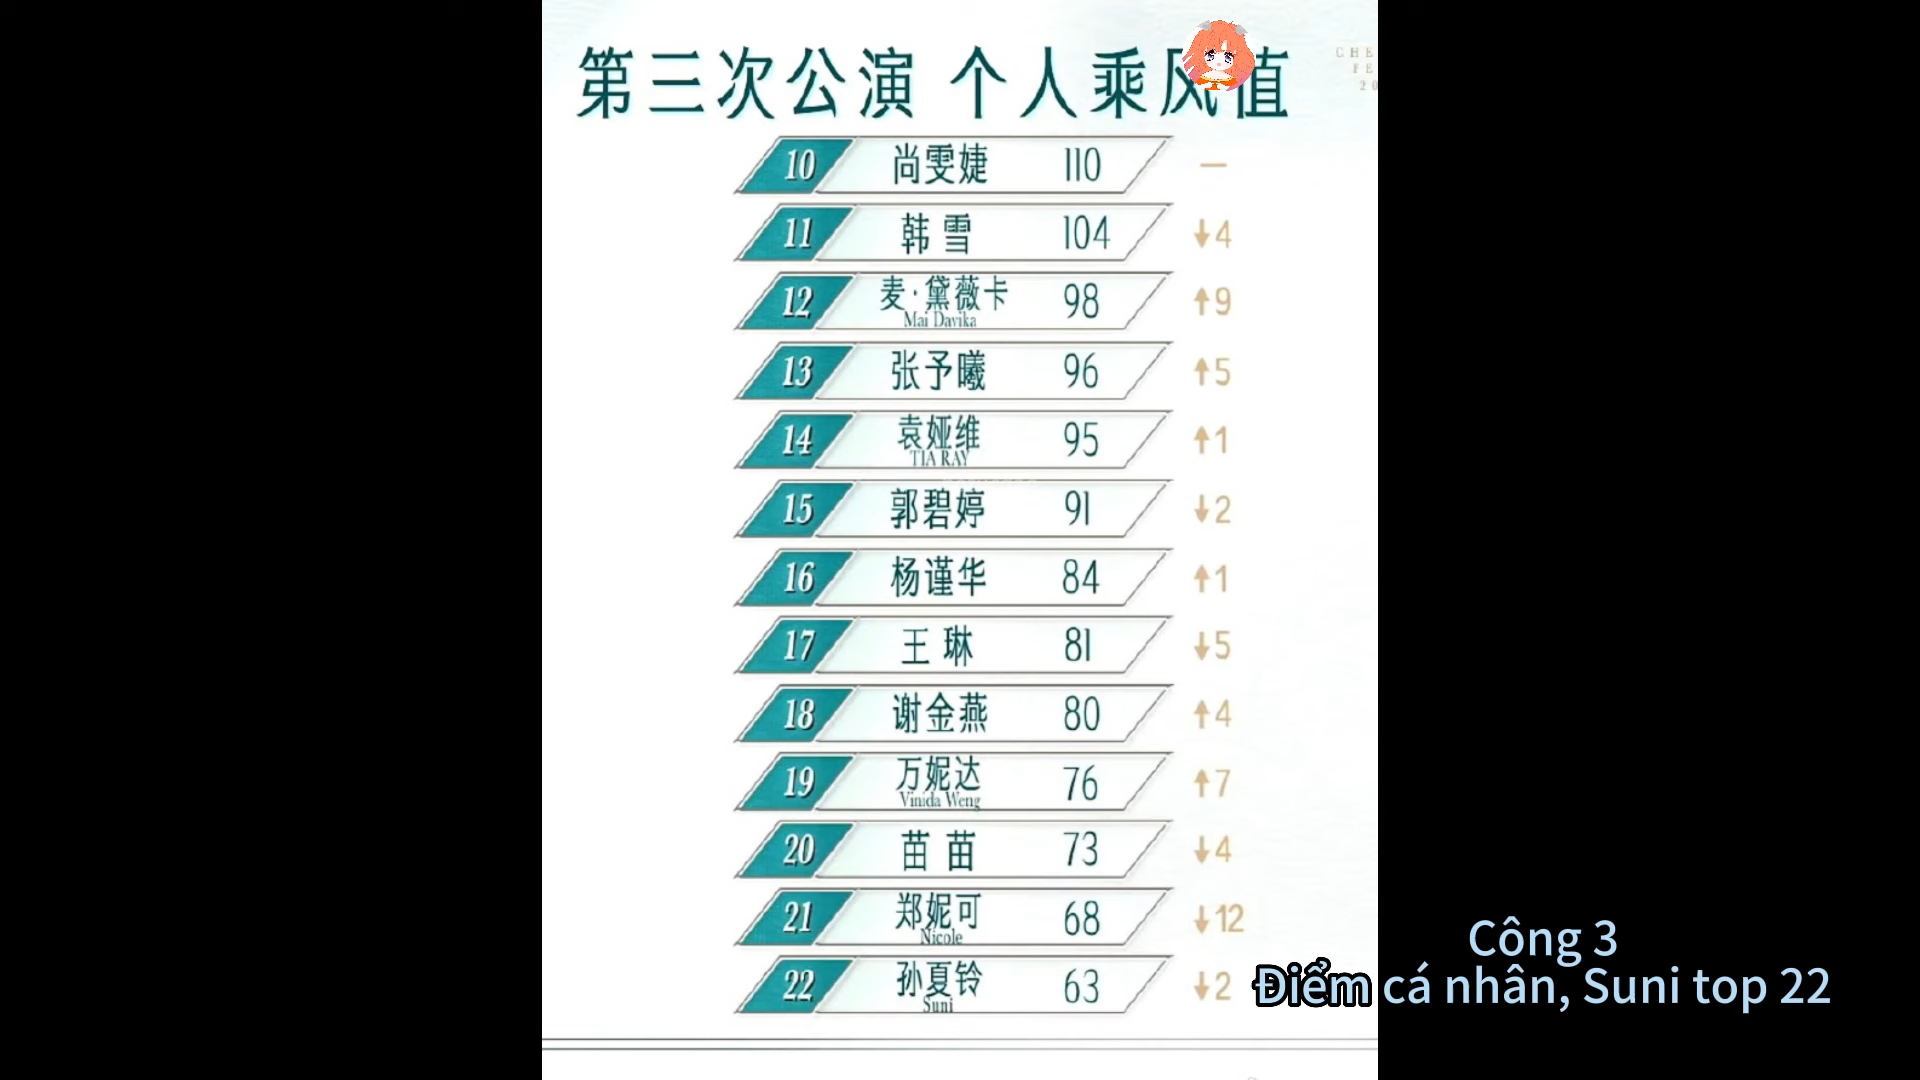 第三次公演 个人乘风值
CHE
FE
20
10 尚雯婕 110 —
11 韩雪 104 ↓4
12 麦·黛薇卡 98 ↑9
Mai Davika
13 张予曦 96 ↑5
14 袁娅维 95 ↑1
TIA RAY
15 郭碧婷 91 ↓2
16 杨谨华 84 ↑1
17 王琳 81 ↓5
18 谢金燕 80 ↑4
19 万妮达 76 ↑7
Vinida Weng
20 苗苗 73 ↓4
21 郑妮可 68 ↓12
Nicole
22 孙夏铃 63 ↓2
Suni
Công 3
Điểm cá nhân, Suni top 22